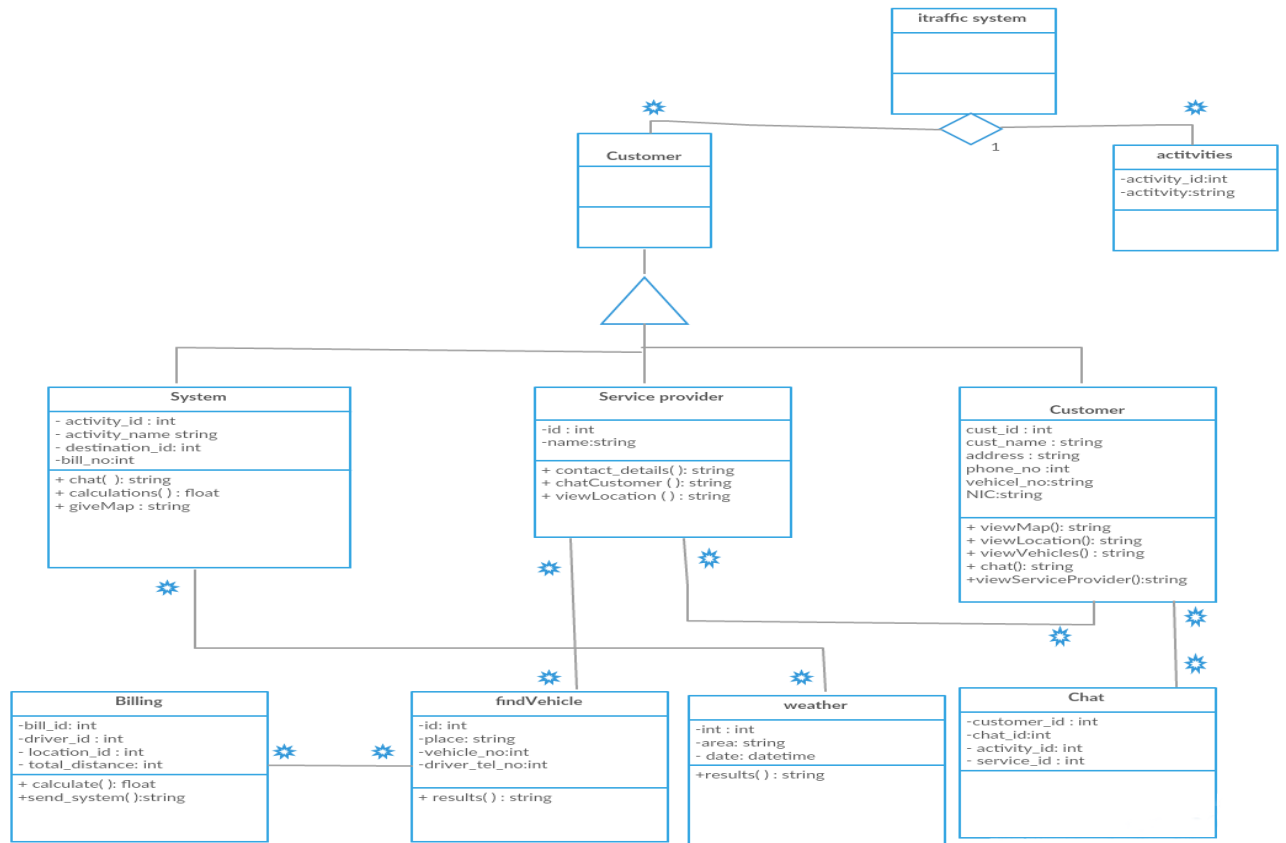 itraffic system
1
Customer
actitvities
-activity_id:int
-actitvity:string
System
- activity_id : int
- activity_name string
- destination_id: int
-bill_no:int
+ chat( ): string
+ calculations( ) : float
+ giveMap : string
Service provider
-id : int
-name:string
+ contact_details( ): string
+ chatCustomer ( ): string
+ viewLocation ( ) : string
Customer
cust_id : int
cust_name : string
address : string
phone_no :int
vehicel_no:string
NIC:string
+ viewMap(): string
+ viewLocation(): string
+ viewVehicles() : string
+ chat(): string
+viewServiceProvider():string
Billing
-bill_id: int
-driver_id : int
- location_id : int
- total_distance: int
+ calculate( ): float
+send_system( ):string
findVehicle
-id: int
-place: string
-vehicle_no:int
-driver_tel_no:int
+ results( ) : string
weather
-int : int
-area: string
- date: datetime
+results( ) : string
Chat
-customer_id : int
-chat_id:int
- activity_id: int
- service_id : int